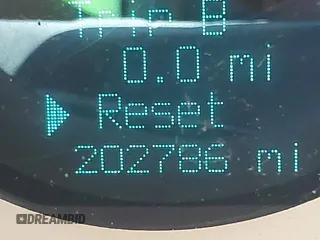 Trip B
0.0 mi
Reset
202786 mi
DREAMBID